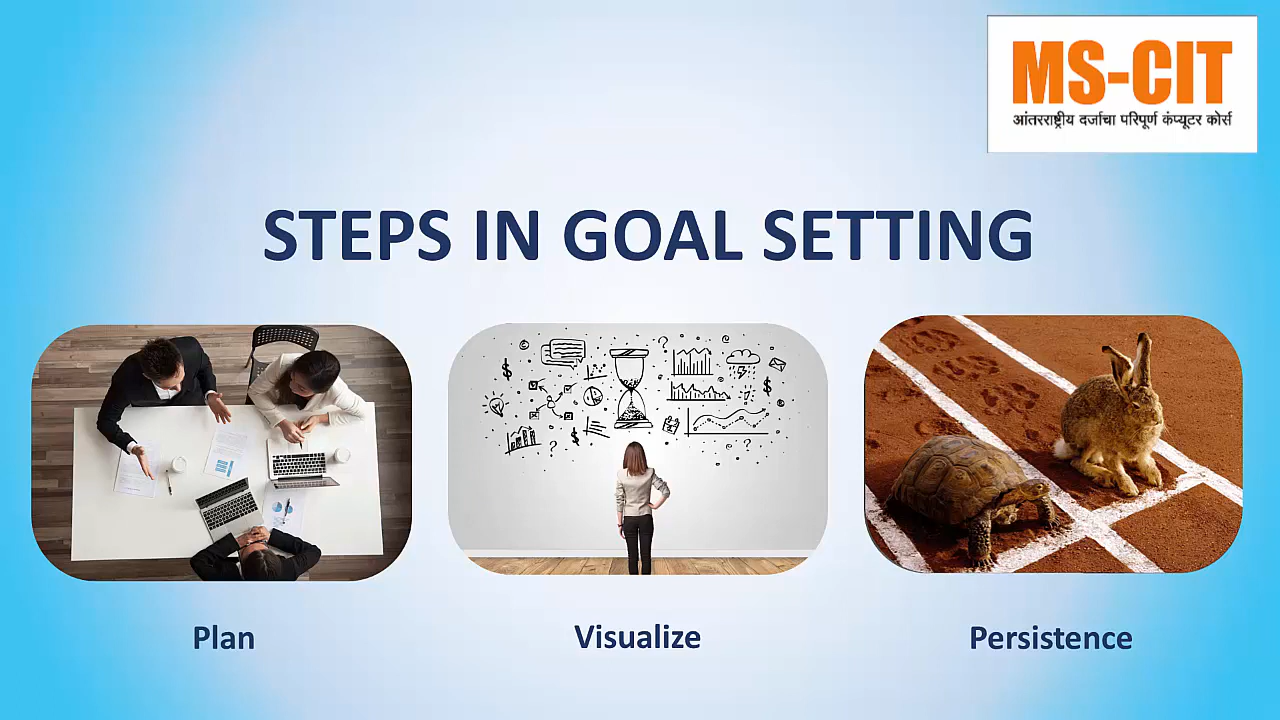 MS-CIT
आंतरराष्ट्रीय दर्जाचा परिपूर्ण कंप्यूटर कोर्स
STEPS IN GOAL SETTING
Plan
Visualize
Persistence